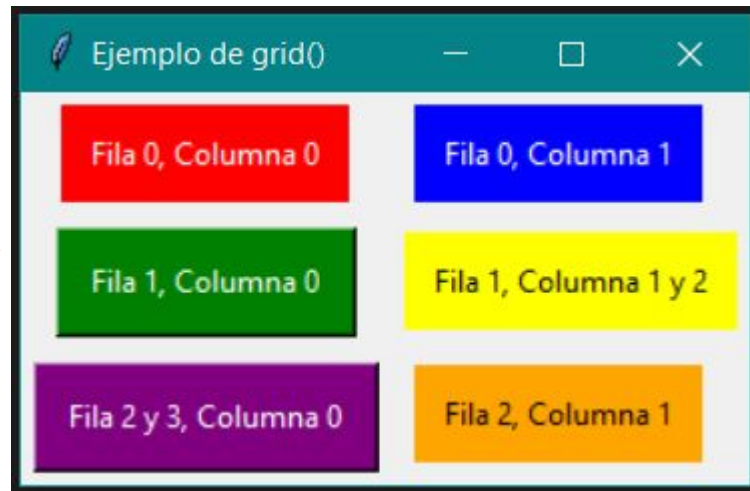 Ejemplo de grid()
Fila 0, Columna 0
Fila 0, Columna 1
Fila 1, Columna 0
Fila 1, Columna 1 y 2
Fila 2 y 3, Columna 0
Fila 2, Columna 1